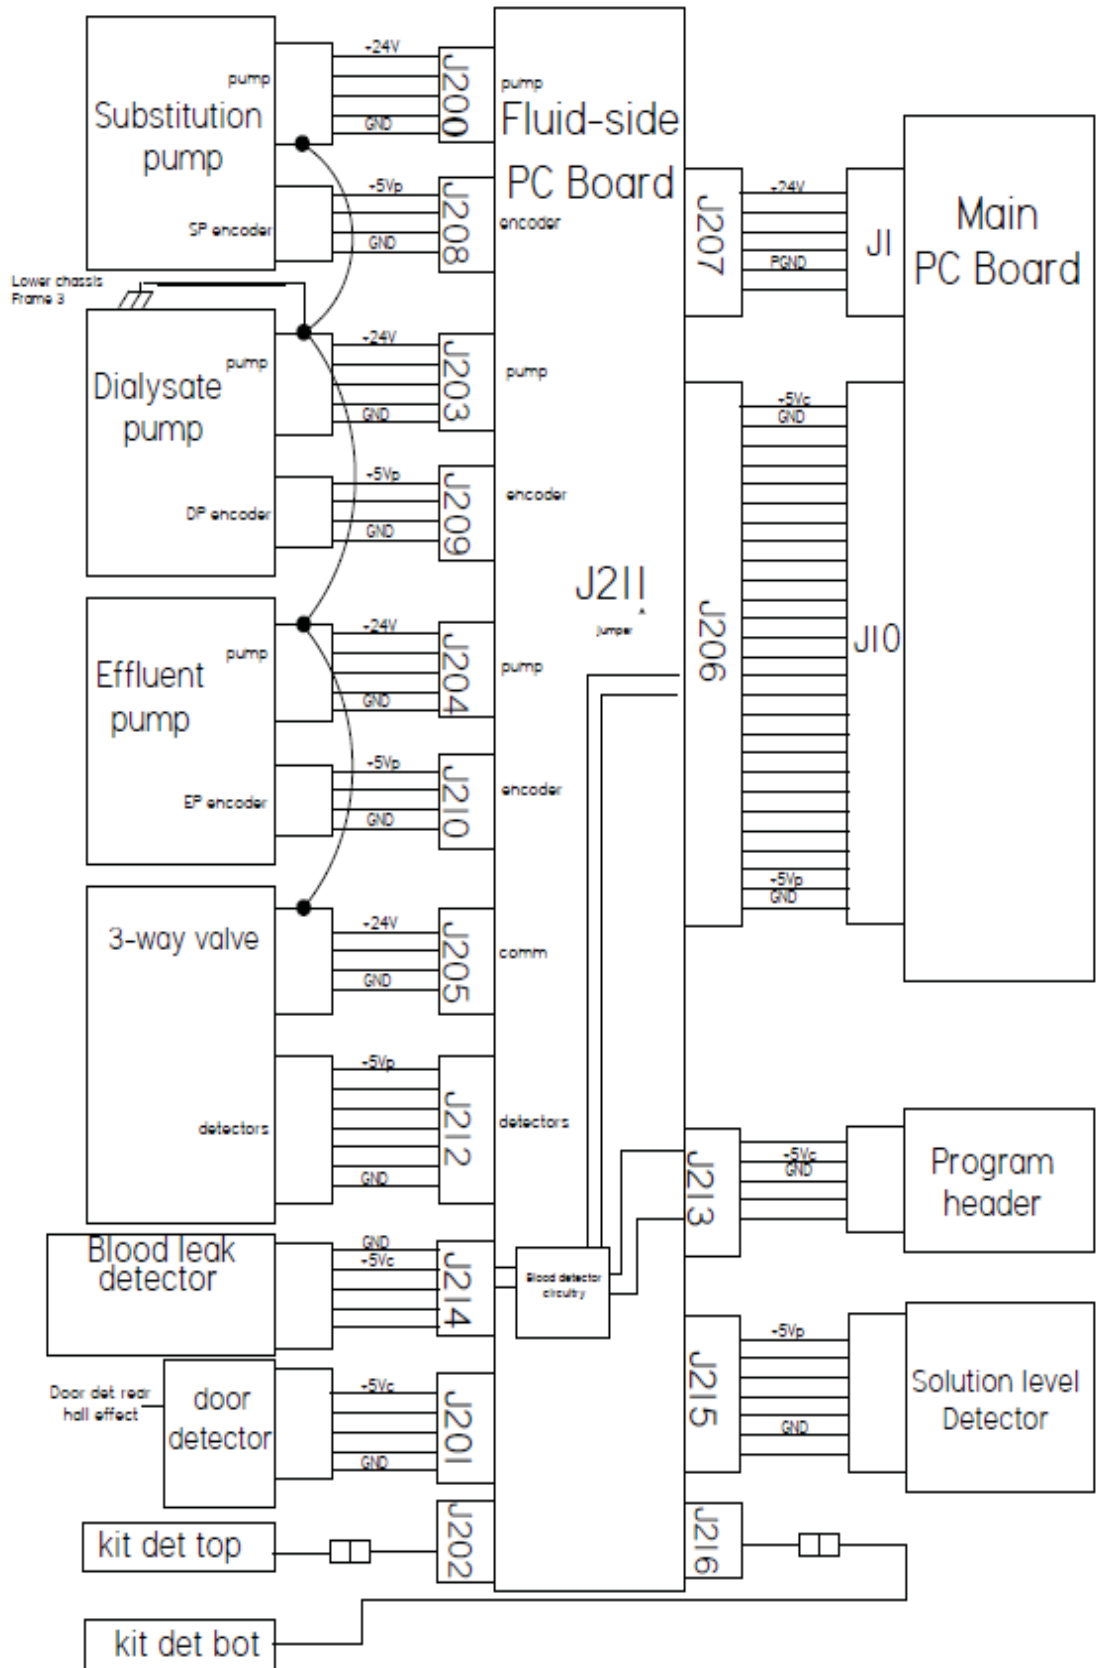 +24V
pump
Substitution
pump
GND
J200
pump
Fluid-side
PC Board
+5Vp
SP encoder
GND
J208
encoder
+24V
PGND
J207
J1
Main
PC Board
Lower chassis
Frame 3
pump
Dialysate
pump
+24V
GND
J203
pump
+5Vp
DP encoder
GND
J209
encoder
J211
^
jumper
+5Vc
GND
J206
J10
+5Vp
GND
pump
Effluent
pump
+24V
GND
J204
pump
+5Vp
EP encoder
GND
J210
encoder
3-way valve
+24V
GND
J205
comm
+5Vp
detectors
GND
J212
detectors
J213
+5Vc
GND
Program
header
Blood leak
detector
GND
+5Vc
J214
Blood detector
circuitry
J215
+5Vp
GND
Solution level
Detector
Door det rear
hall effect
door
detector
+5Vc
GND
J201
kit det top
J202
J216
kit det bot